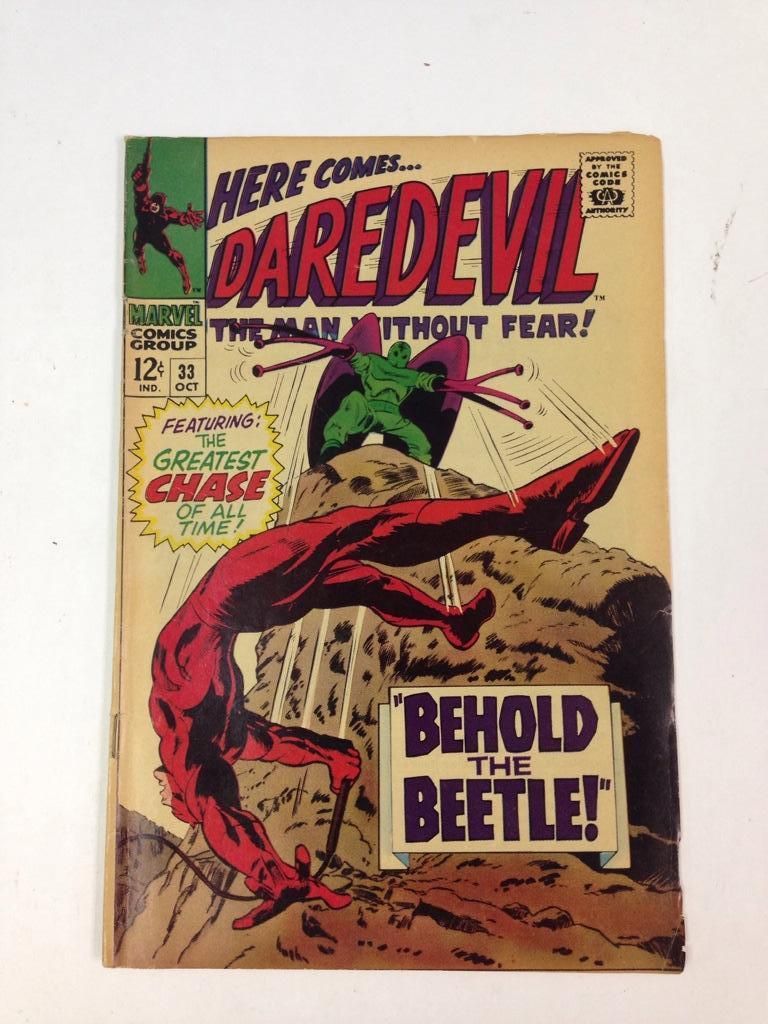 HERE COMES...
DAREDEVIL
TM
THE MAN WITHOUT FEAR!
APPROVED
BY THE
COMICS
CODE
CA
AUTHORITY
MARVEL
COMICS
GROUP
12¢
IND.
33
OCT
FEATURING:
THE
GREATEST
CHASE
OF ALL
TIME!
"BEHOLD
THE
BEETLE!"